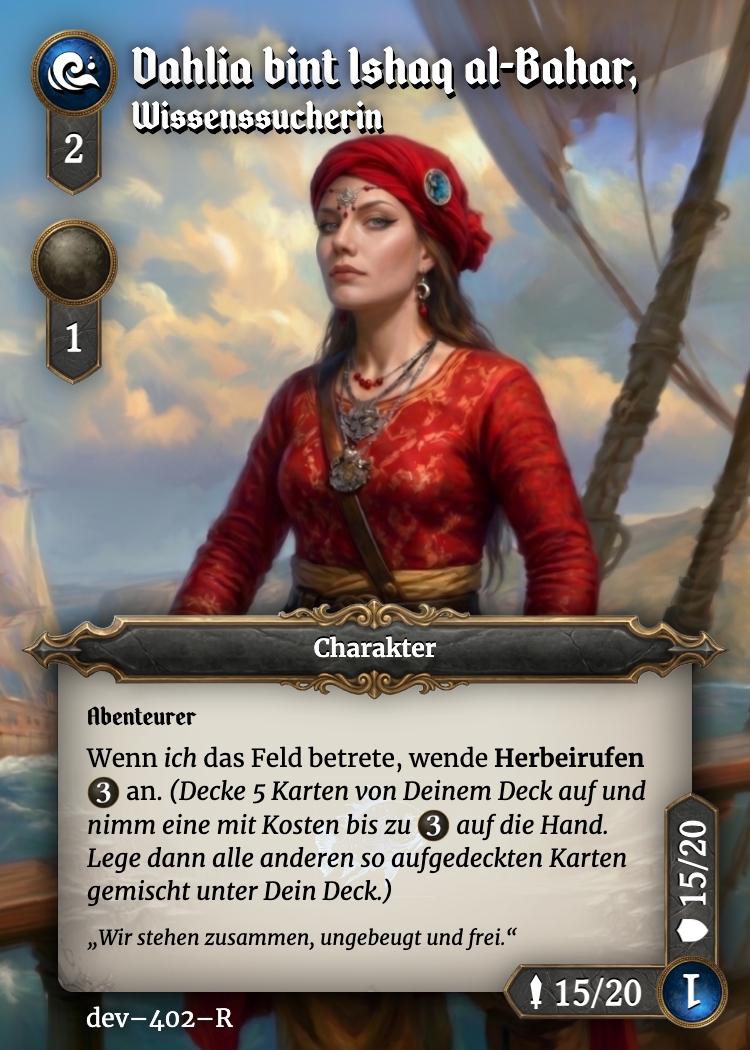 Dahlia bint Ishaq al-Bahar,
Wissenssucherin
2
1
Charakter
Abenteurer
Wenn ich das Feld betrete, wende Herbeirufen
3 an. (Decke 5 Karten von Deinem Deck auf und
nimm eine mit Kosten bis zu 3 auf die Hand.
Lege dann alle anderen so aufgedeckten Karten
gemischt unter Dein Deck.)
„Wir stehen zusammen, ungebeugt und frei.“
15/20
15/20
1
dev–402–R